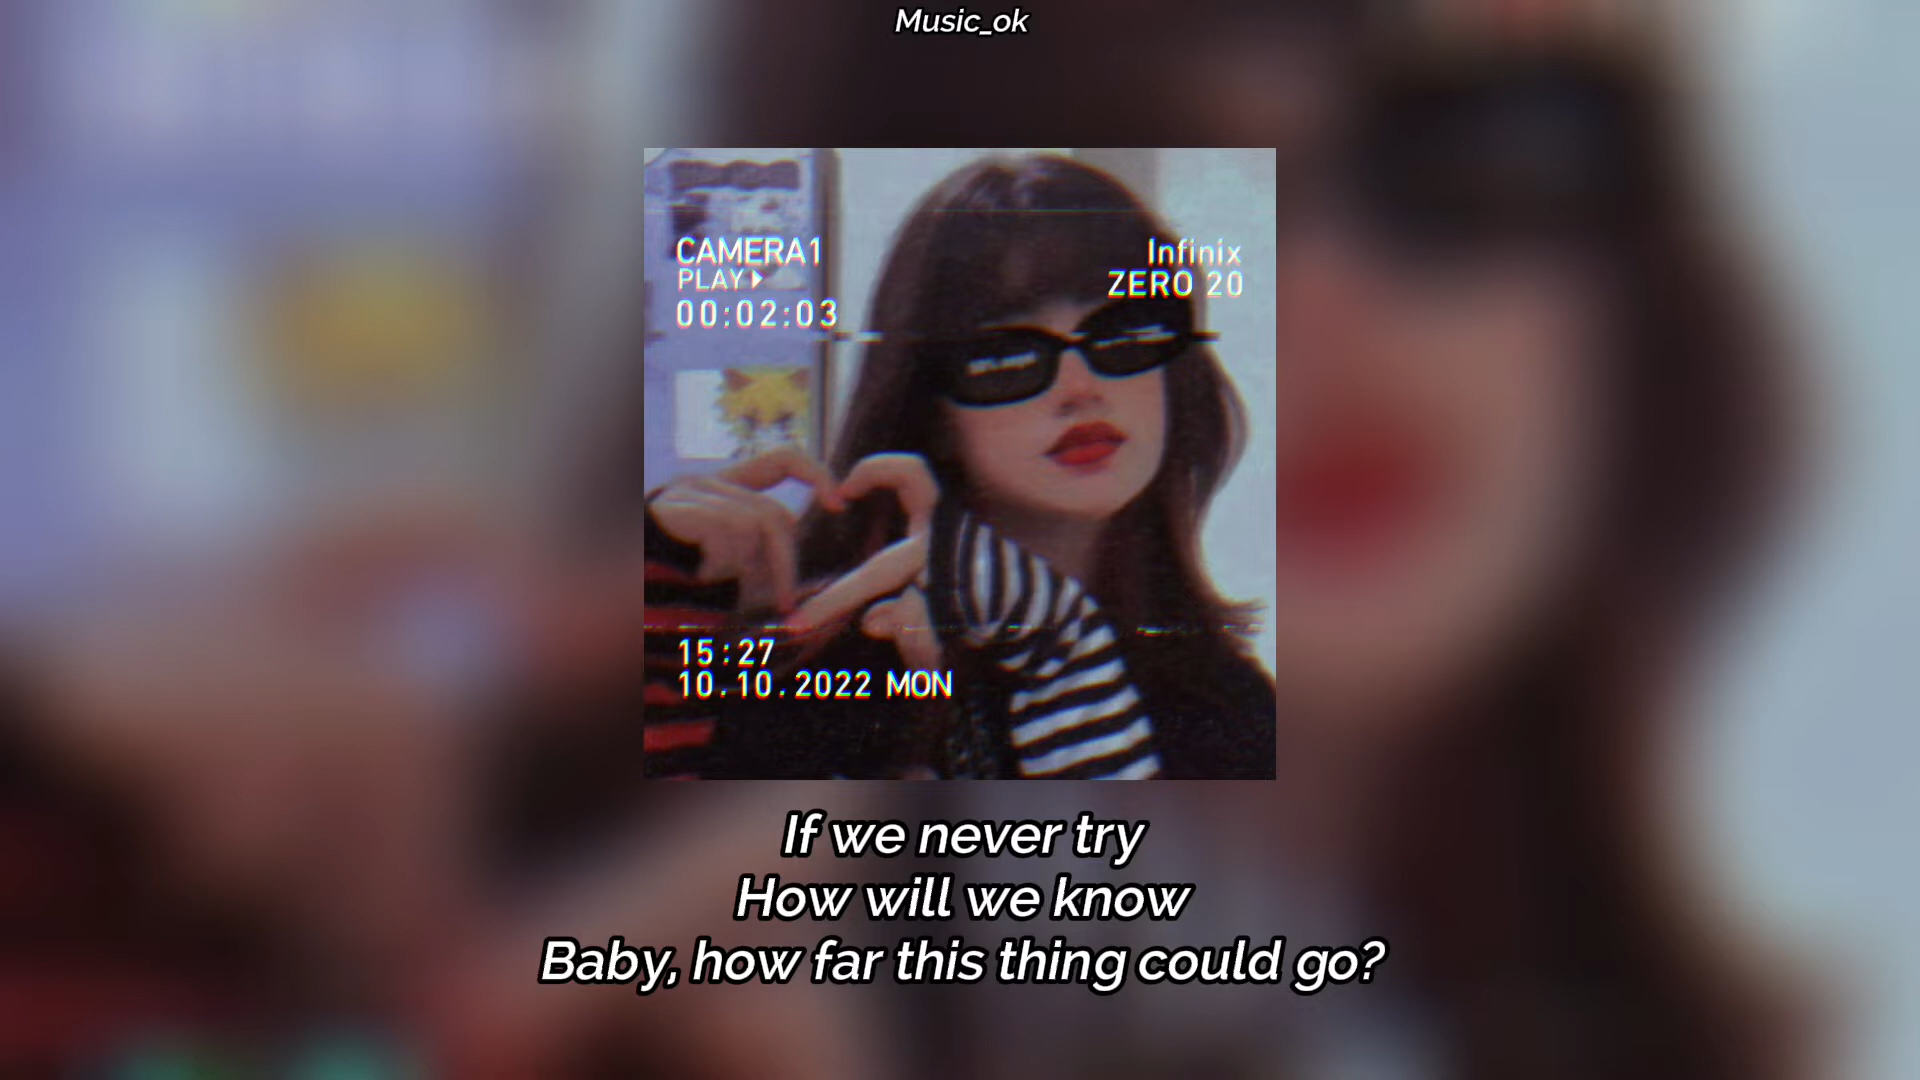 Music_ok
CAMERA1
PLAY
00:02:03
Infinix
ZERO 20
15:27
10.10.2022 MON
If we never try
How will we know
Baby, how far this thing could go?